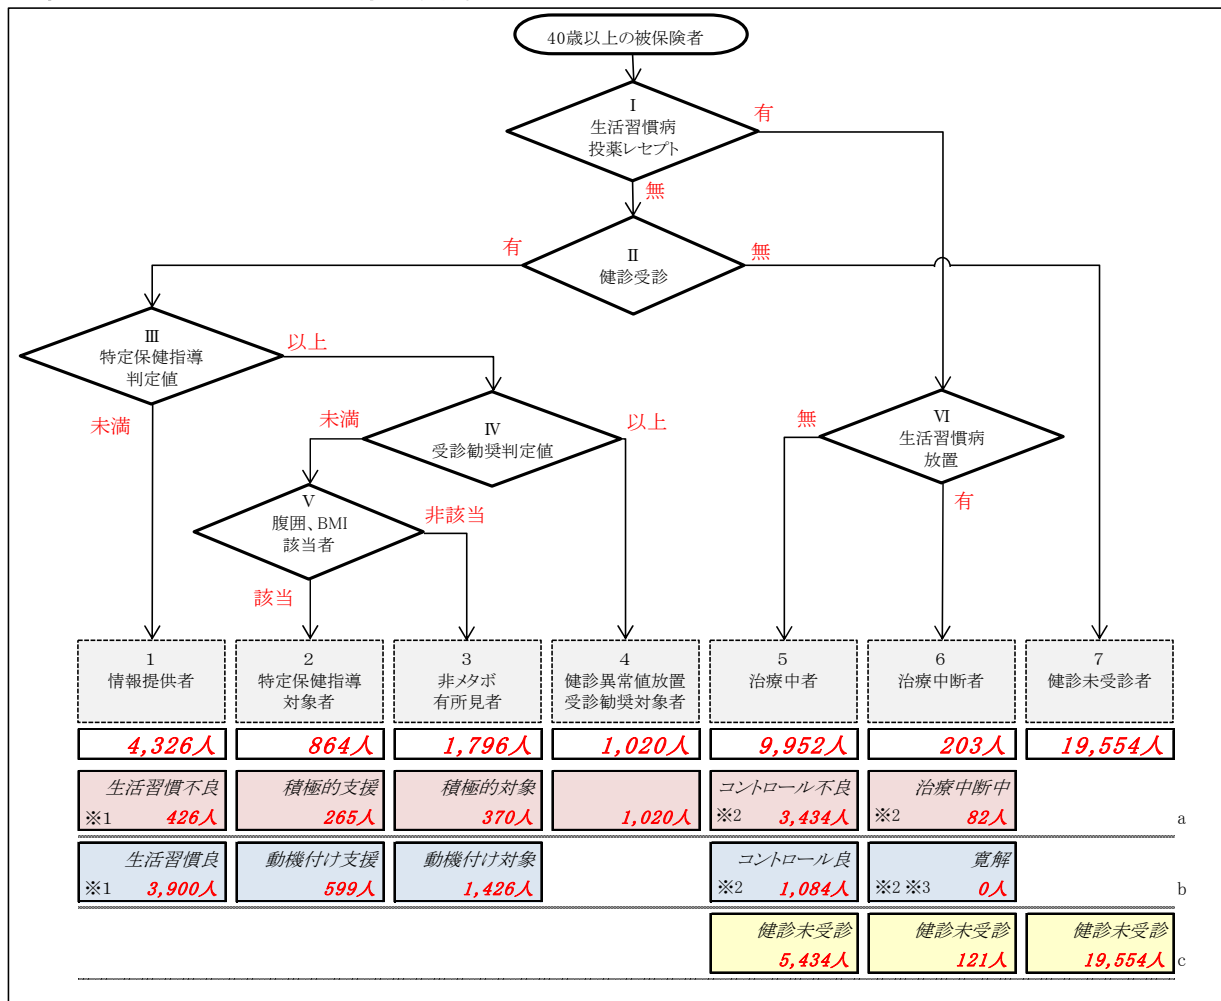 40歳以上の被保険者
Ⅰ
生活習慣病
投薬レセプト
有
無
Ⅱ
健診受診
有
無
Ⅲ
特定保健指導
判定値
以上
未満
Ⅳ
受診勧奨判定値
未満
以上
Ⅵ
生活習慣病
放置
無
有
Ⅴ
腹囲、BMI
該当者
非該当
該当
1
情報提供者
2
特定保健指導
対象者
3
非メタボ
有所見者
4
健診異常値放置
受診勧奨対象者
5
治療中者
6
治療中断者
7
健診未受診者
4,326人
864人
1,796人
1,020人
9,952人
203人
19,554人
生活習慣不良
※1 426人
積極的支援
265人
積極的対象
370人
1,020人
コントロール不良
※2 3,434人
治療中断中
※2 82人
a
生活習慣良
※1 3,900人
動機付け支援
599人
動機付け対象
1,426人
コントロール良
※2 1,084人
寛解
※2 ※3 0人
b
健診未受診
5,434人
健診未受診
121人
健診未受診
19,554人
c